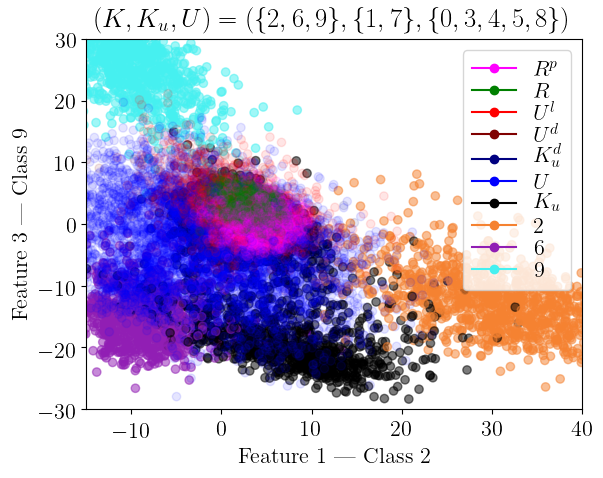 (K, K_u, U) = ({2, 6, 9}, {1, 7}, {0, 3, 4, 5, 8})
30
20
10
0
−10
−20
−30
Feature 3 — Class 9
R^p
R
U^l
U^d
K_u^d
U
K_u
2
6
9
−10
0
10
20
30
40
Feature 1 — Class 2